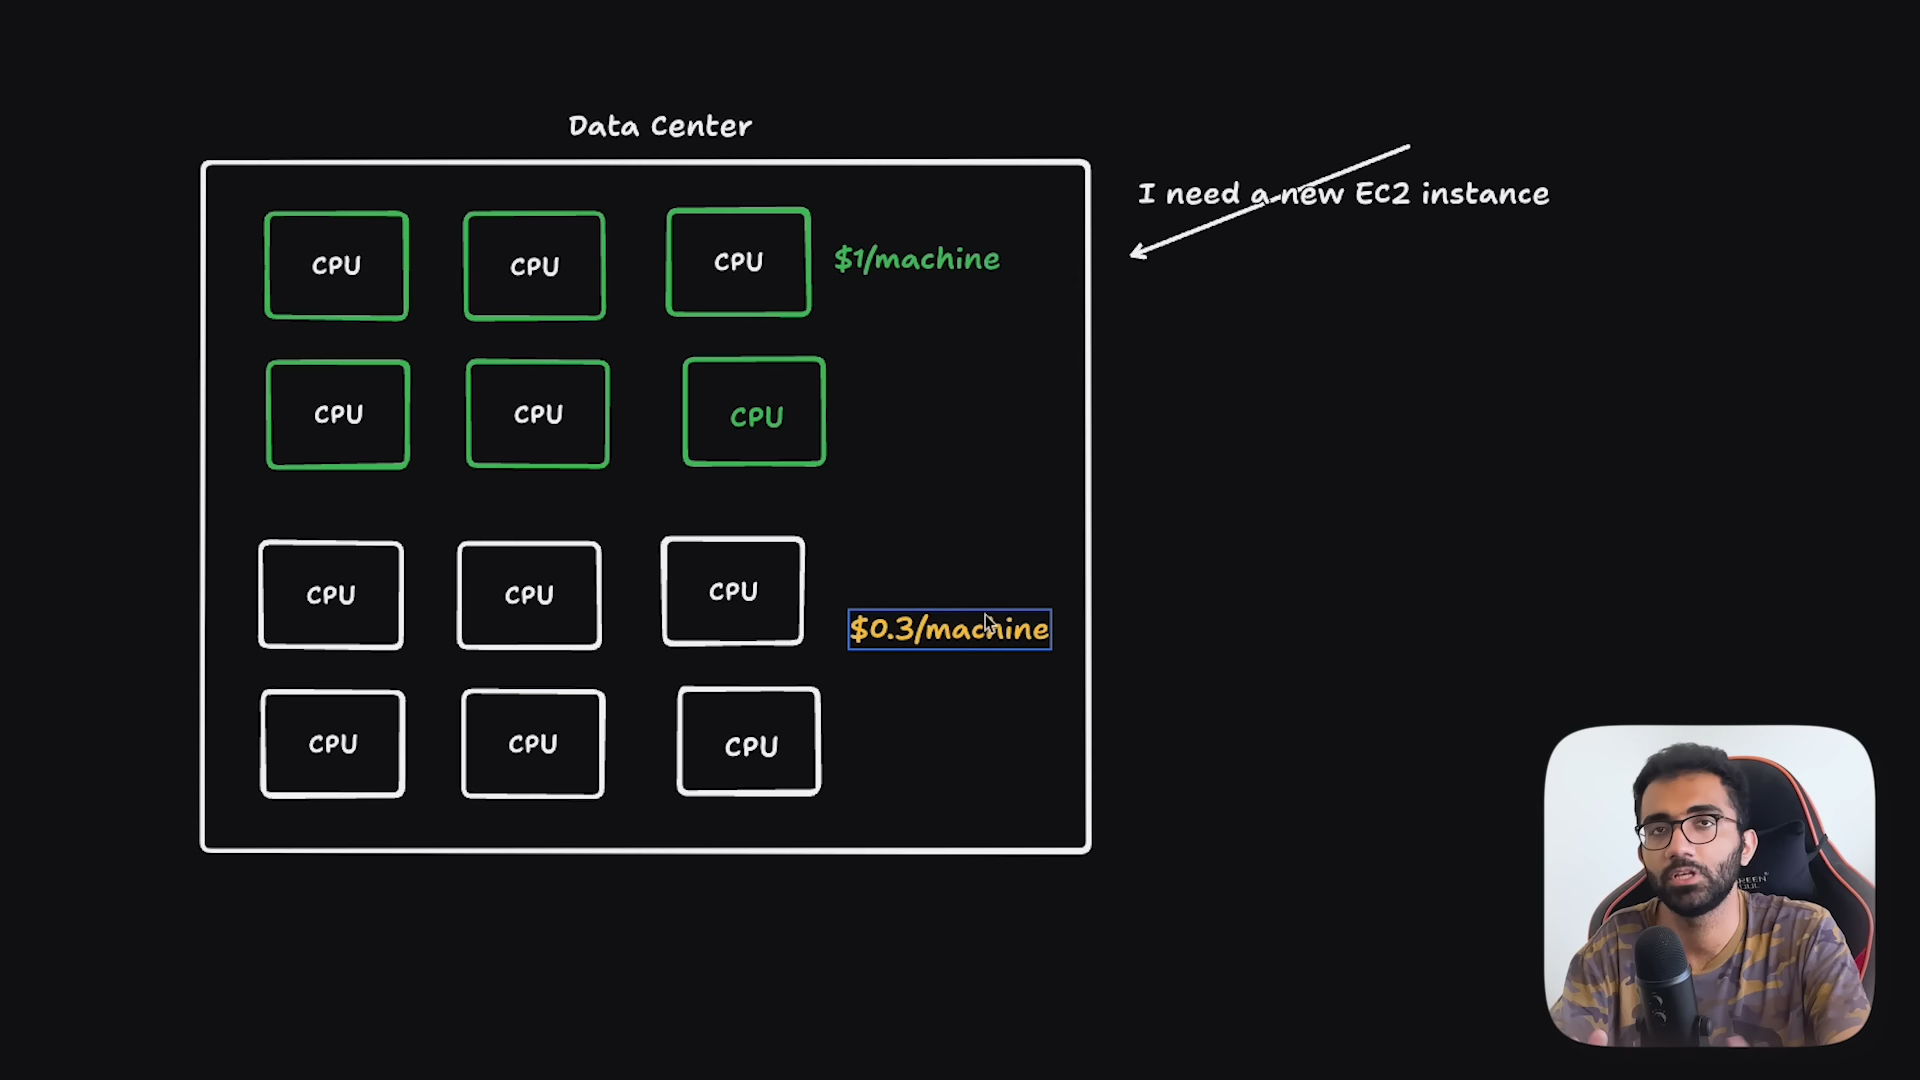 Data Center
I need a new EC2 instance
CPU
CPU
CPU
$1/machine
CPU
CPU
CPU
CPU
CPU
CPU
$0.3/machine
CPU
CPU
CPU